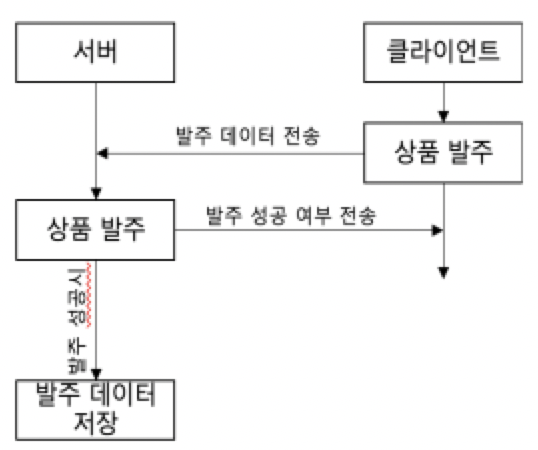 서버
클라이언트
발주 데이터 전송
상품 발주
상품 발주
발주 성공 여부 전송
발주 성공시
발주 데이터
저장